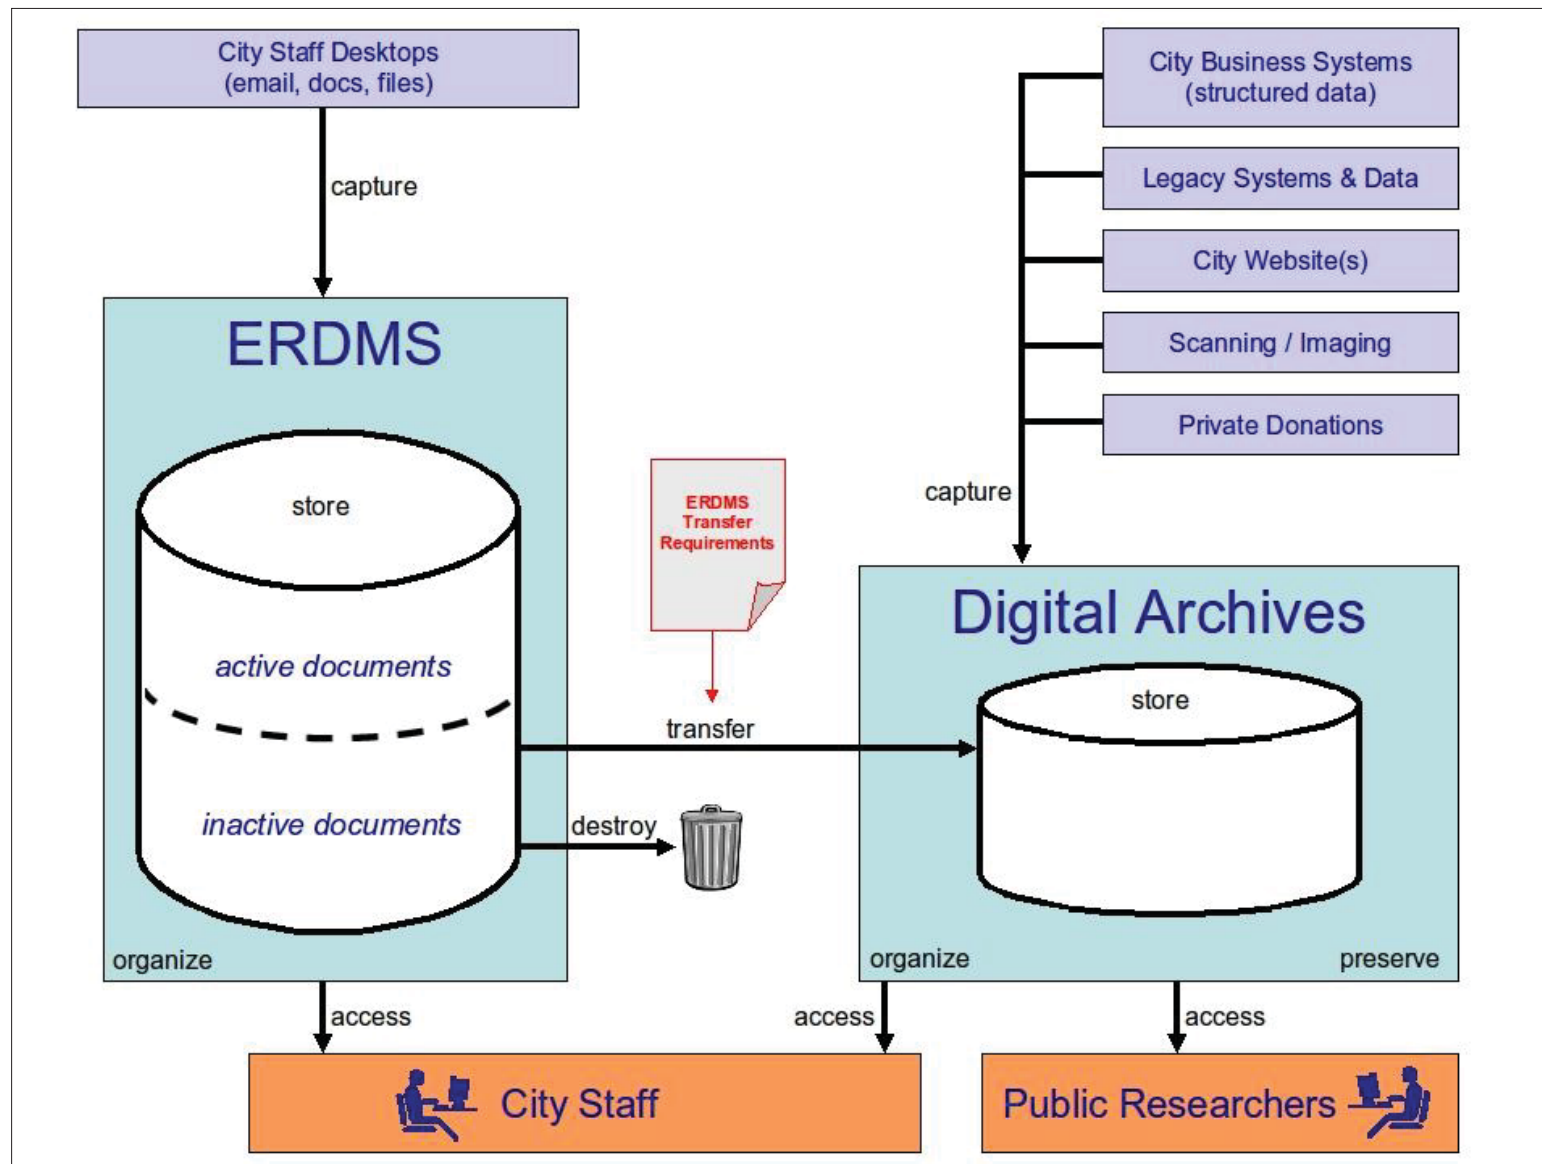 City Staff Desktops
(email, docs, files)
capture
ERDMS
store
active documents
inactive documents
organize
ERDMS
Transfer
Requirements
transfer
destroy
City Business Systems
(structured data)
Legacy Systems & Data
City Website(s)
Scanning / Imaging
Private Donations
capture
Digital Archives
store
organize
preserve
access
access
access
City Staff
Public Researchers